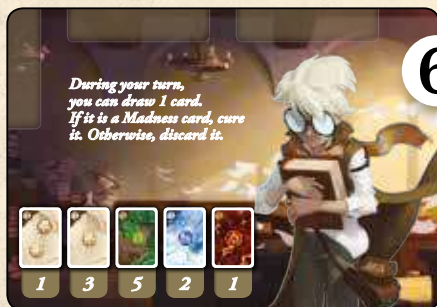 During your turn,
you can draw 1 card.
If it is a Madness card, cure
it. Otherwise, discard it.
6
1 3 5 2 1